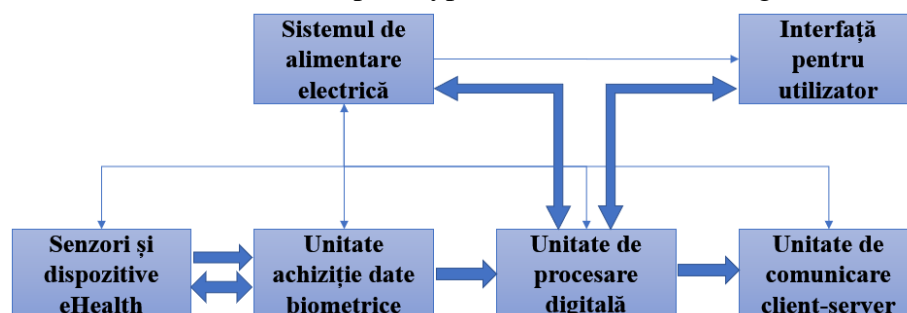 Sistemul de
alimentare
electrică
Interfață
pentru
utilizator
Senzori și
dispozitive
eHealth
Unitate
achiziție date
biometrice
Unitate de
procesare
digitală
Unitate de
comunicare
client-server